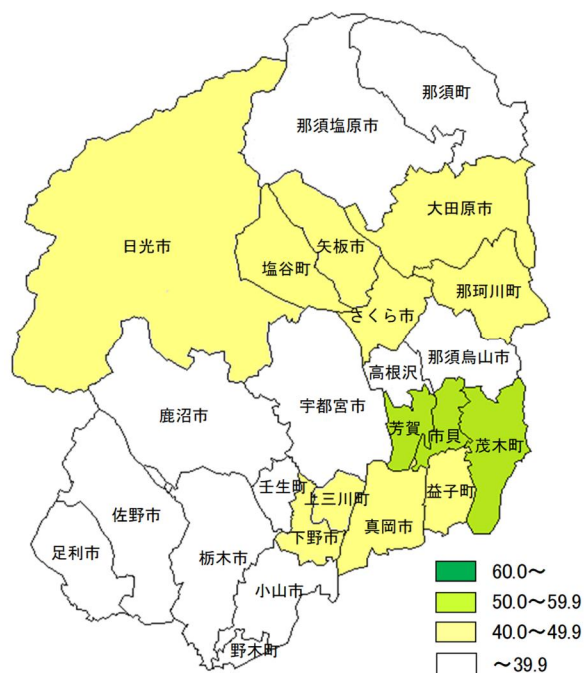 那須町
那須塩原市
大田原市
日光市
矢板市
塩谷町
那珂川町
さくら市
那須烏山市
高根沢
宇都宮市
鹿沼市
芳賀
市貝
茂木町
壬生町
上三川町
益子町
佐野市
真岡市
下野市
足利市
栃木市
小山市
野木町
60.0～
50.0～59.9
40.0～49.9
～39.9